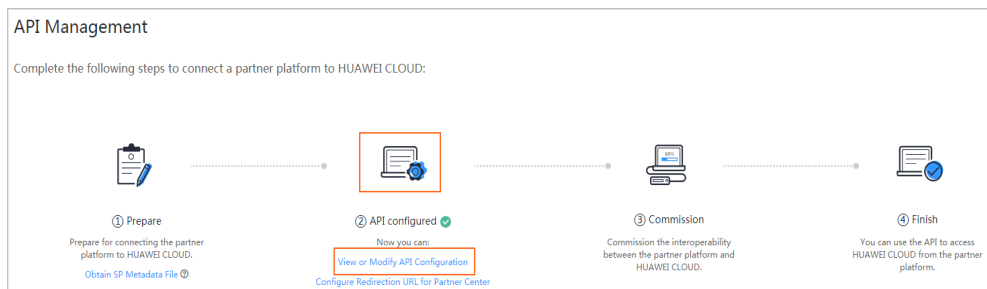 API Management
Complete the following steps to connect a partner platform to HUAWEI CLOUD:
60%
① Prepare
Prepare for connecting the partner
platform to HUAWEI CLOUD.
Obtain SP Metadata File ?
② API configured
Now you can:
View or Modify API Configuration
Configure Redirection URL for Partner Center
③ Commission
Commission the interoperability
between the partner platform and
HUAWEI CLOUD.
④ Finish
You can use the API to access
HUAWEI CLOUD from the partner
platform.